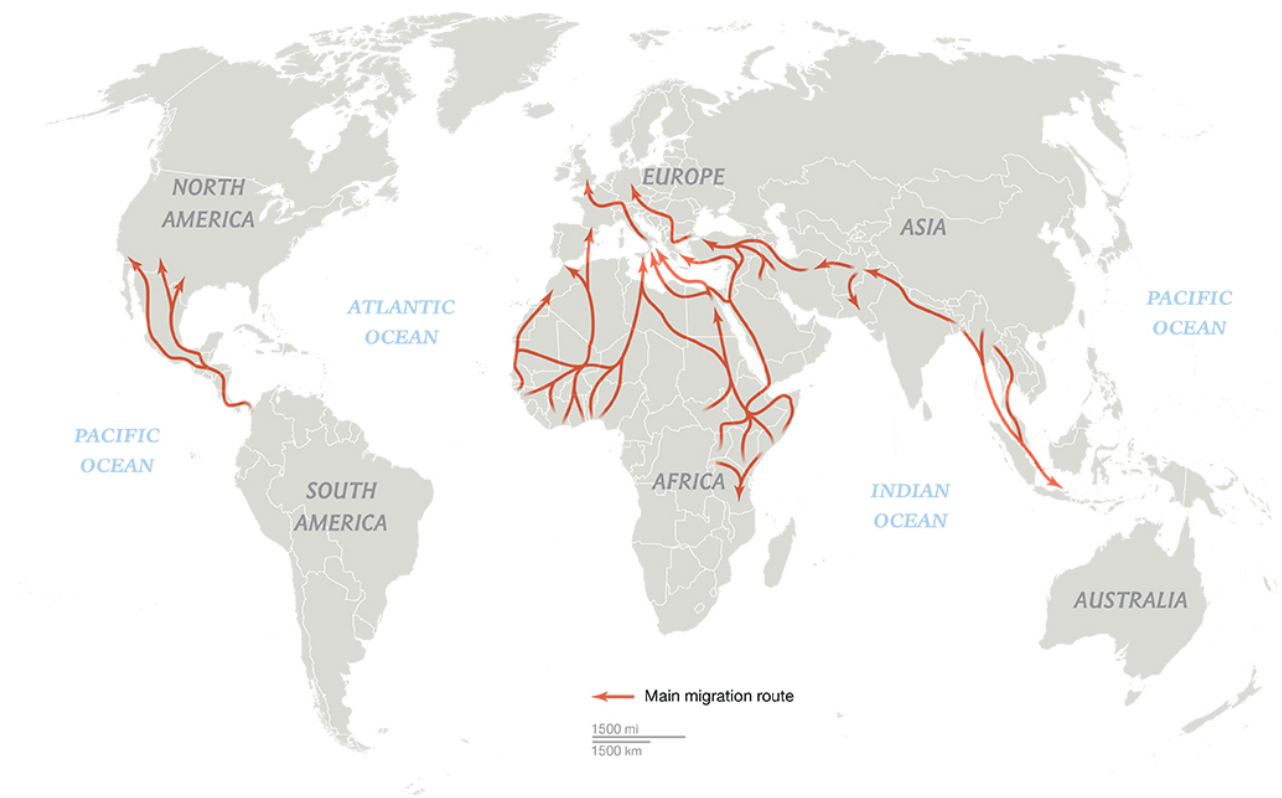 NORTH
AMERICA
EUROPE
ASIA
ATLANTIC
OCEAN
PACIFIC
OCEAN
PACIFIC
OCEAN
SOUTH
AMERICA
AFRICA
INDIAN
OCEAN
AUSTRALIA
Main migration route
1500 mi
1500 km